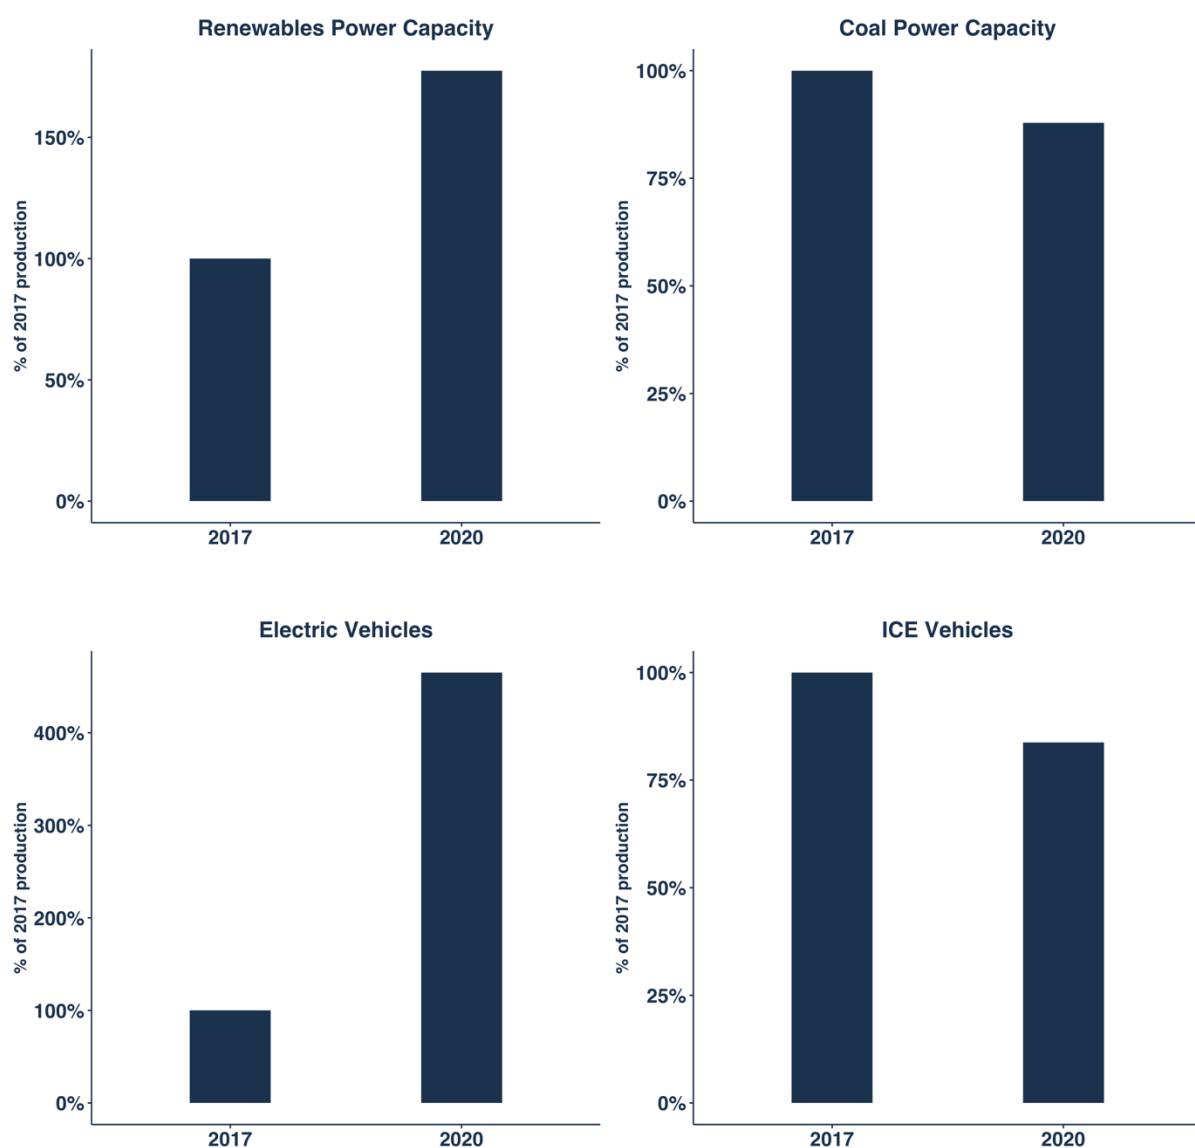 Renewables Power Capacity
% of 2017 production
150%
100%
50%
0%
2017 2020
Coal Power Capacity
% of 2017 production
100%
75%
50%
25%
0%
2017 2020
Electric Vehicles
% of 2017 production
400%
300%
200%
100%
0%
2017 2020
ICE Vehicles
% of 2017 production
100%
75%
50%
25%
0%
2017 2020